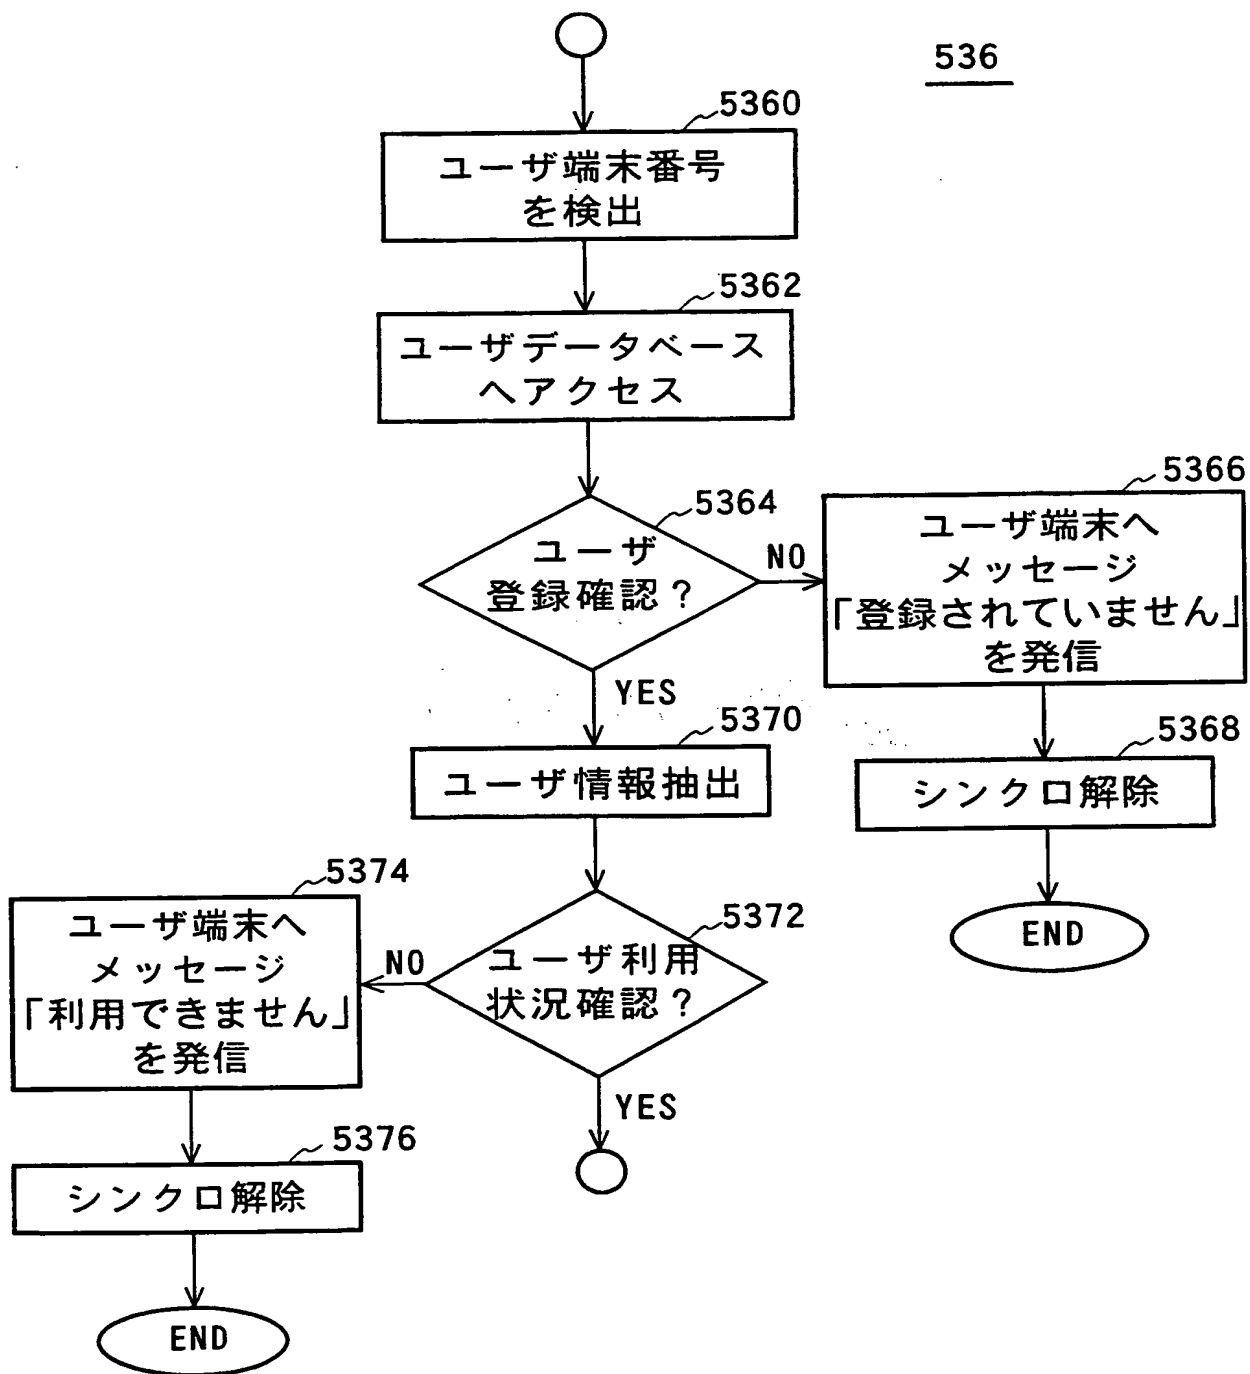 536
5360
ユーザ端末番号
を検出
5362
ユーザデータベース
へアクセス
5364
ユーザ
登録確認?
NO
5366
ユーザ端末へ
メッセージ
「登録されていません」
を発信
YES
5368
シンクロ解除
END
5370
ユーザ情報抽出
5372
ユーザ利用
状況確認?
NO
5374
ユーザ端末へ
メッセージ
「利用できません」
を発信
YES
5376
シンクロ解除
END